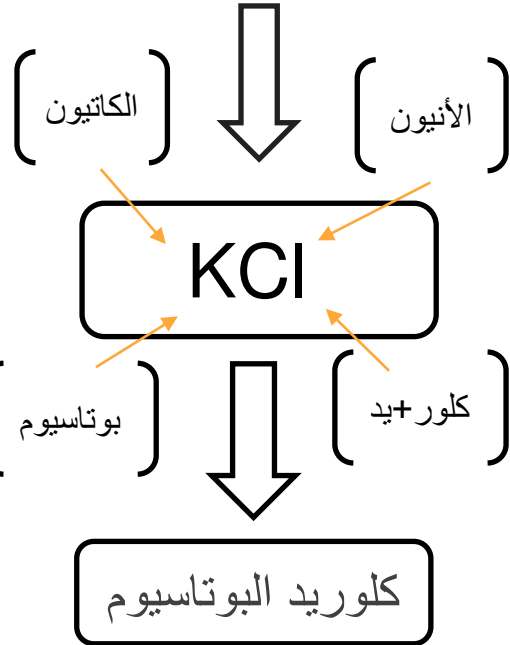 الأنيون
الكاتيون
KCl
كلور+يد
بوتاسيوم
كلوريد البوتاسيوم